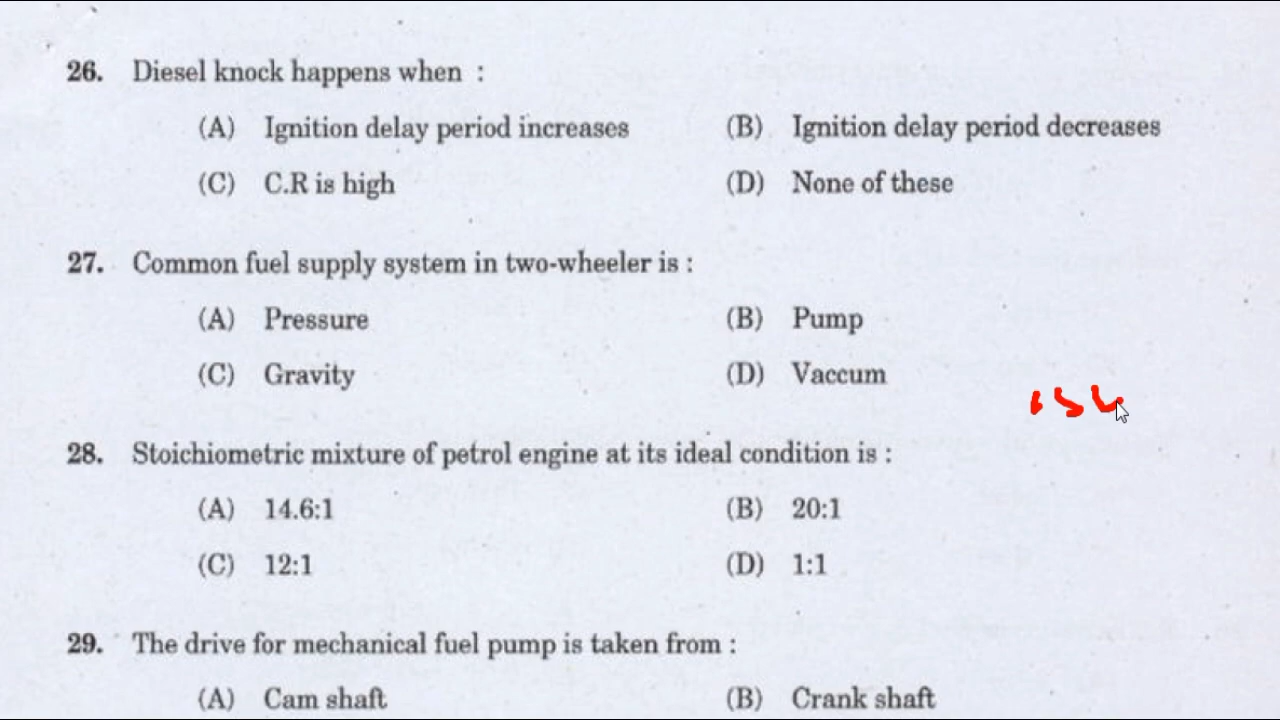 26. Diesel knock happens when :
(A) Ignition delay period increases (B) Ignition delay period decreases
(C) C.R is high (D) None of these
27. Common fuel supply system in two-wheeler is :
(A) Pressure (B) Pump
(C) Gravity (D) Vaccum
28. Stoichiometric mixture of petrol engine at its ideal condition is :
(A) 14.6:1 (B) 20:1
(C) 12:1 (D) 1:1
29. The drive for mechanical fuel pump is taken from :
(A) Cam shaft (B) Crank shaft